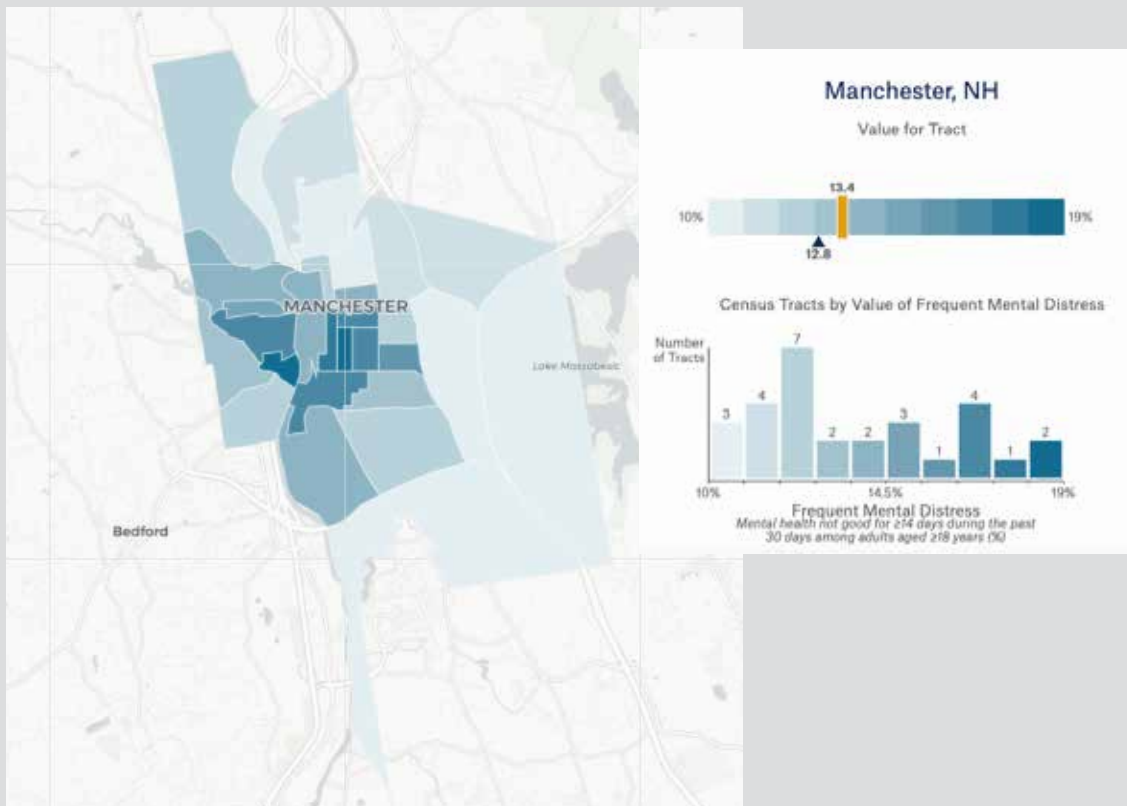 MANCHESTER
Lake Massabesic
Bedford
Manchester, NH
Value for Tract
13.4
10%
19%
12.8
Census Tracts by Value of Frequent Mental Distress
Number
of Tracts
3
4
7
2
2
3
1
4
1
2
10%
14.5%
19%
Frequent Mental Distress
Mental health not good for ≥14 days during the past
30 days among adults aged ≥18 years (%)